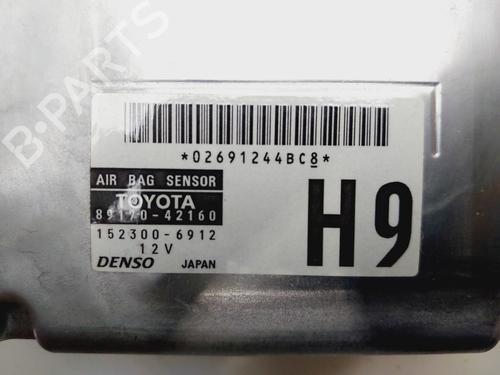 B-PARTS
*02691244BC8*
AIR BAG SENSOR
TOYOTA
89170-42160
152300-6912
12V
DENSO JAPAN
H9